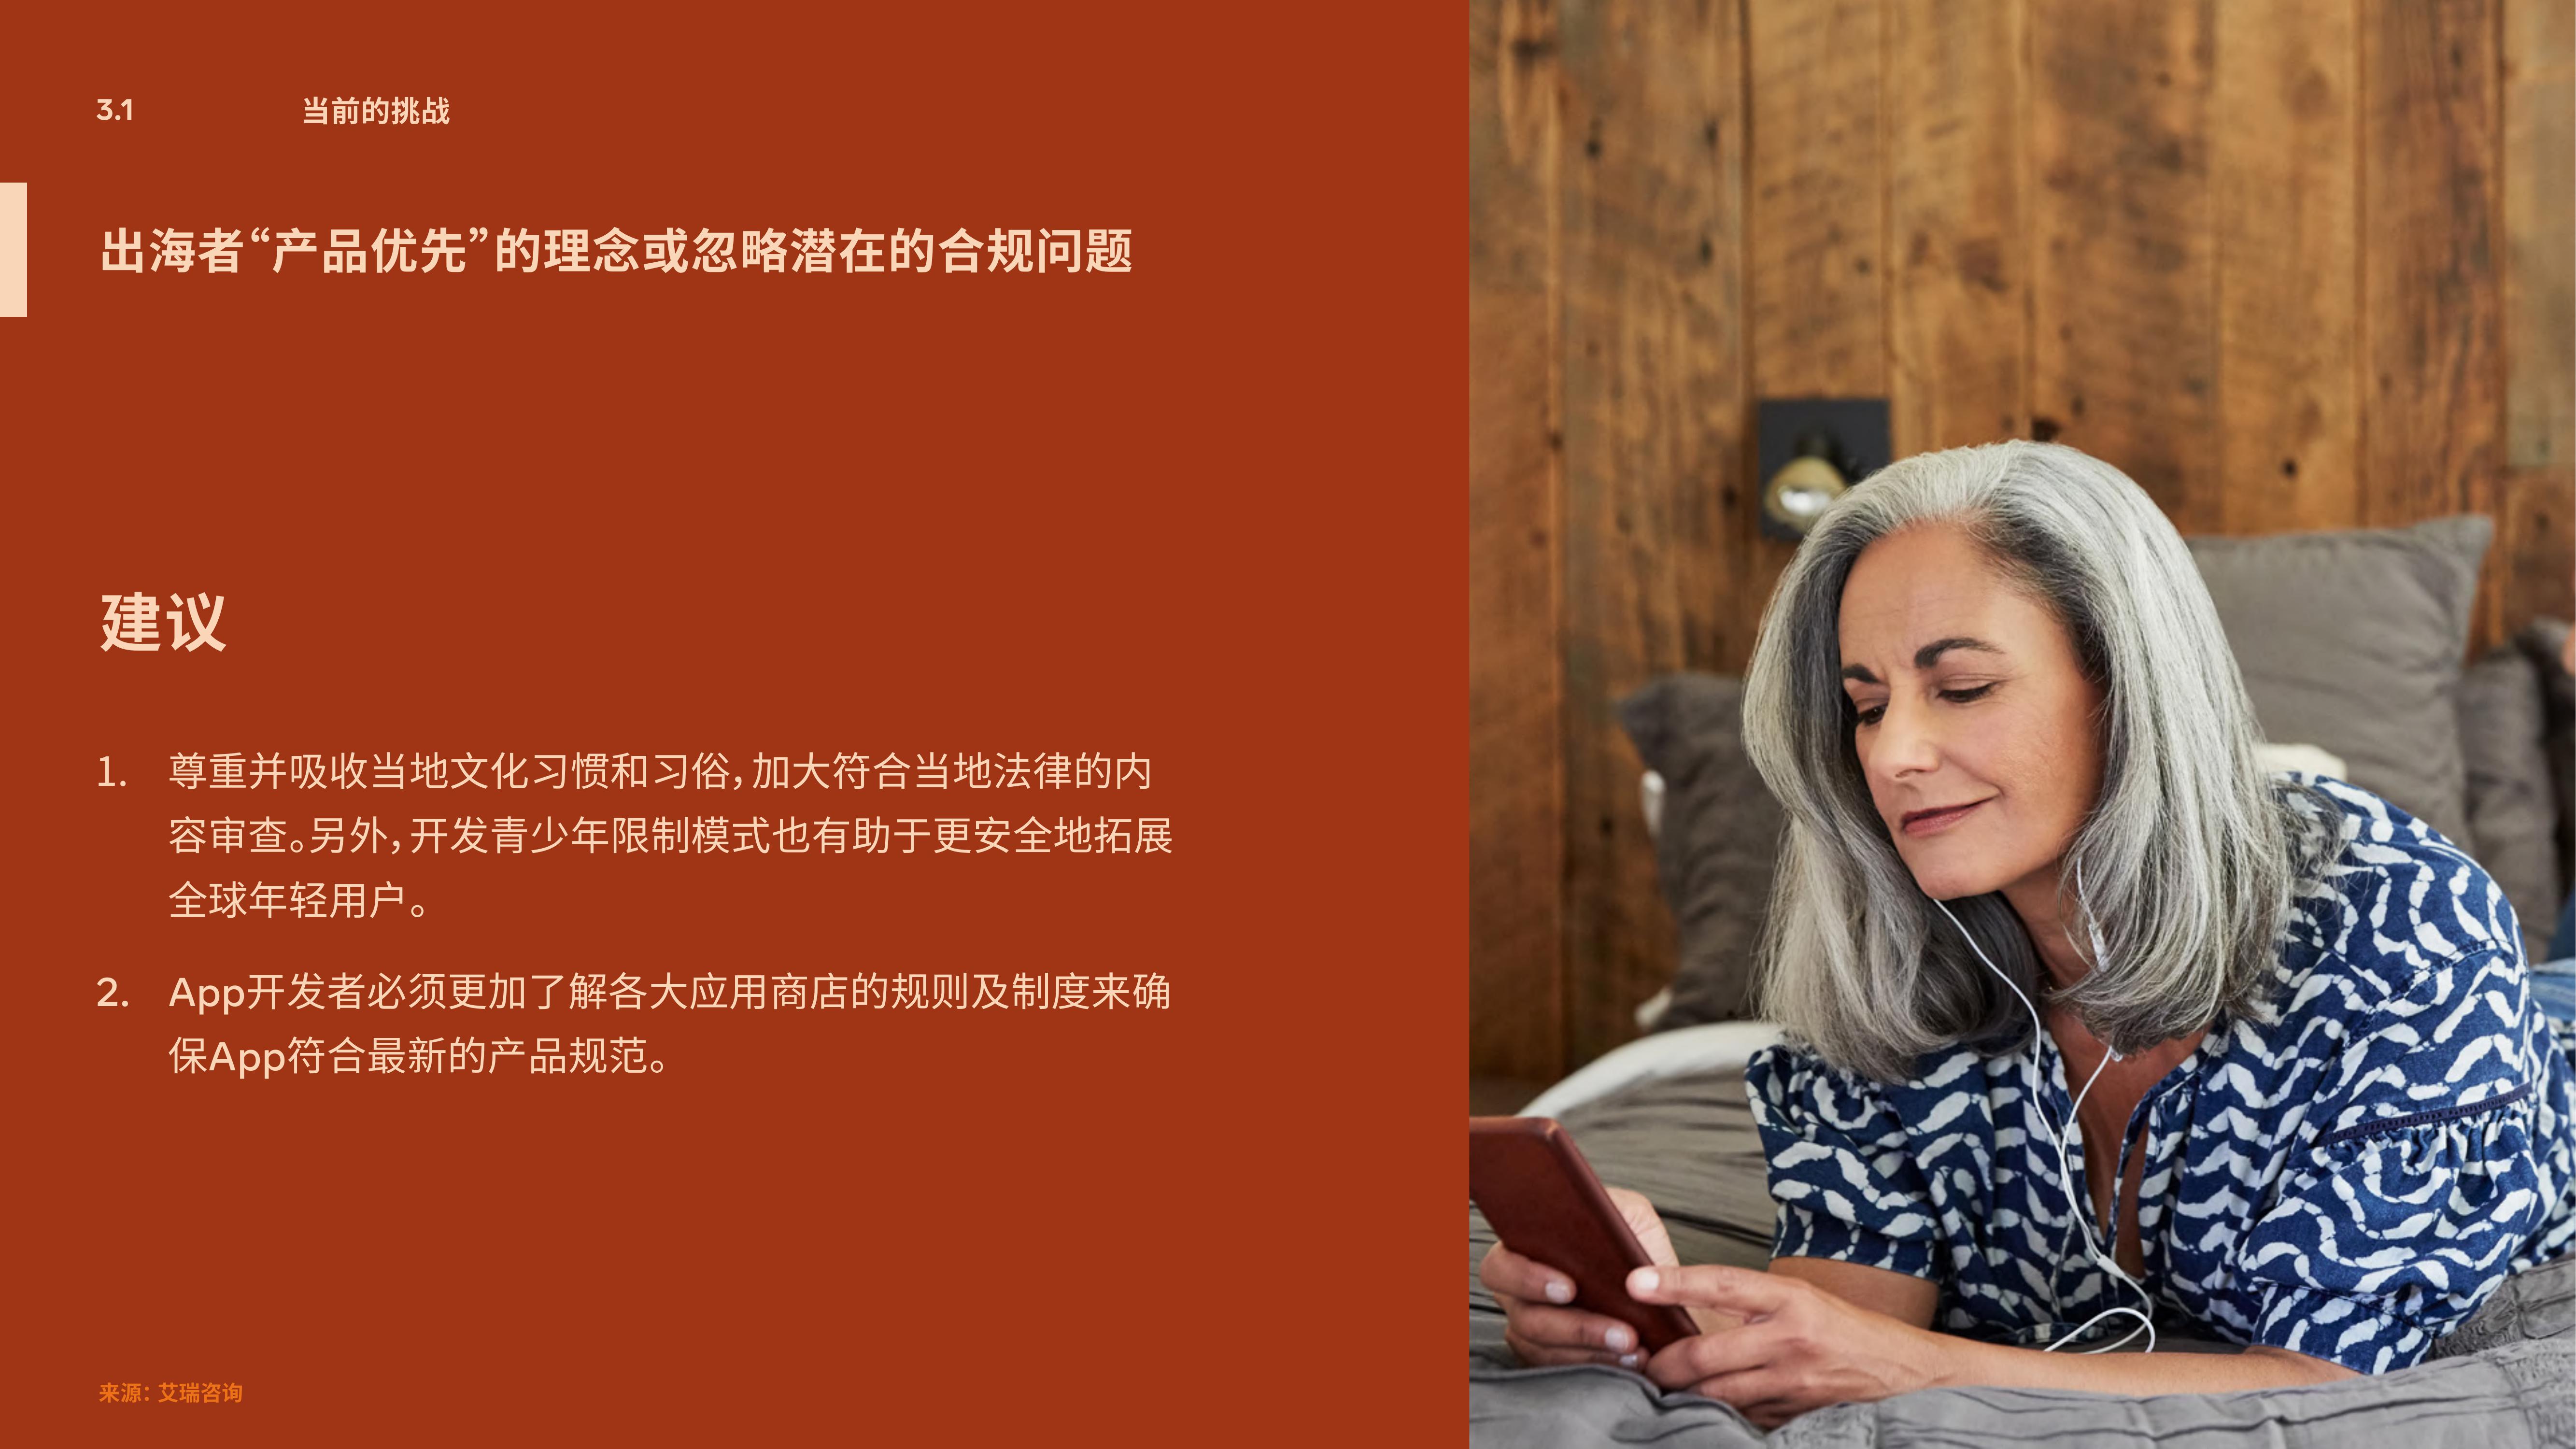 3.1 当前的挑战
出海者“产品优先”的理念或忽略潜在的合规问题
建议
1. 尊重并吸收当地文化习惯和习俗，加大符合当地法律的内
容审查。另外，开发青少年限制模式也有助于更安全地拓展
全球年轻用户。
2. App开发者必须更加了解各大应用商店的规则及制度来确
保App符合最新的产品规范。
来源：艾瑞咨询